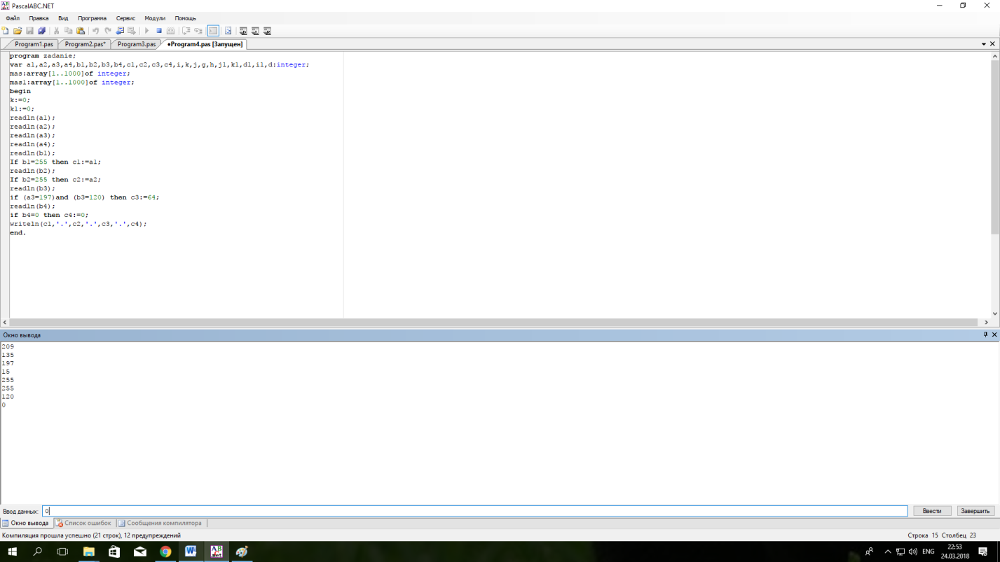 PascalABC.NET
Файл Правка Вид Программа Сервис Модули Помощь
Program1.pas Program2.pas* Program3.pas •Program4.pas [Запущен]
program zadanie;
var a1,a2,a3,a4,b1,b2,b3,b4,c1,c2,c3,c4,i,k,j,g,h,j1,k1,d1,i1,d:integer;
mas:array[1..1000]of integer;
mas1:array[1..1000]of integer;
begin
k:=0;
k1:=0;
readln(a1);
readln(a2);
readln(a3);
readln(a4);
readln(b1);
If b1=255 then c1:=a1;
readln(b2);
If b2=255 then c2:=a2;
readln(b3);
if (a3=197)and (b3=120) then c3:=64;
readln(b4);
if b4=0 then c4:=0;
writeln(c1,'.',c2,'.',c3,'.',c4);
end.
Окно вывода
209
135
197
15
255
255
120
0
Ввод данных: 0 Ввести Завершить
Окно вывода Список ошибок Сообщения компилятора
Компиляция прошла успешно (21 строк), 12 предупреждений Строка 15 Столбец 23
ENG 22:53
24.03.2018